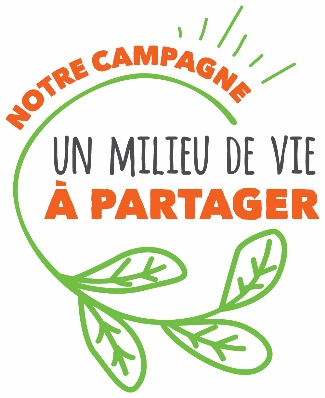 NOTRE CAMPAGNE
UN MILIEU DE VIE
À PARTAGER